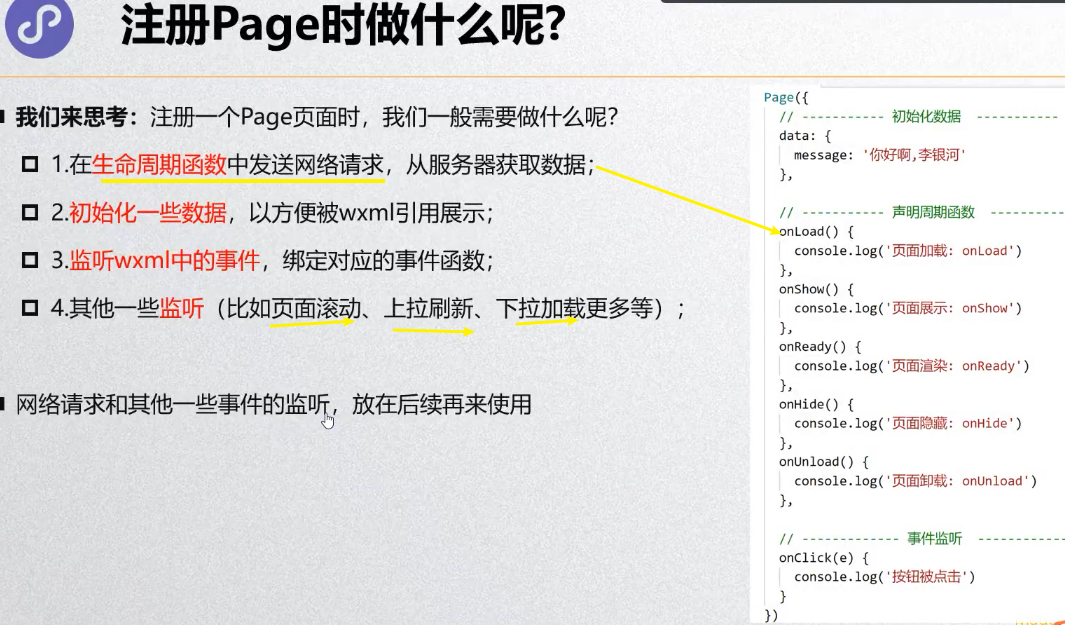 注册Page时做什么呢?
我们来思考：注册一个Page页面时，我们一般需要做什么呢？
1.在生命周期函数中发送网络请求，从服务器获取数据；
2.初始化一些数据，以方便被wxml引用展示；
3.监听wxml中的事件，绑定对应的事件函数；
4.其他一些监听（比如页面滚动、上拉刷新、下拉加载更多等）；
网络请求和其他一些事件的监听，放在后续再来使用
Page({
// ----------- 初始化数据 -----------
data: {
message: '你好啊,李银河'
},
// ----------- 声明周期函数 ----------
onLoad() {
console.log('页面加载: onLoad')
},
onShow() {
console.log('页面展示: onShow')
},
onReady() {
console.log('页面渲染: onReady')
},
onHide() {
console.log('页面隐藏: onHide')
},
onUnload() {
console.log('页面卸载: onUnload')
},
// ------------- 事件监听 ------------
onClick(e) {
console.log('按钮被点击')
}
})